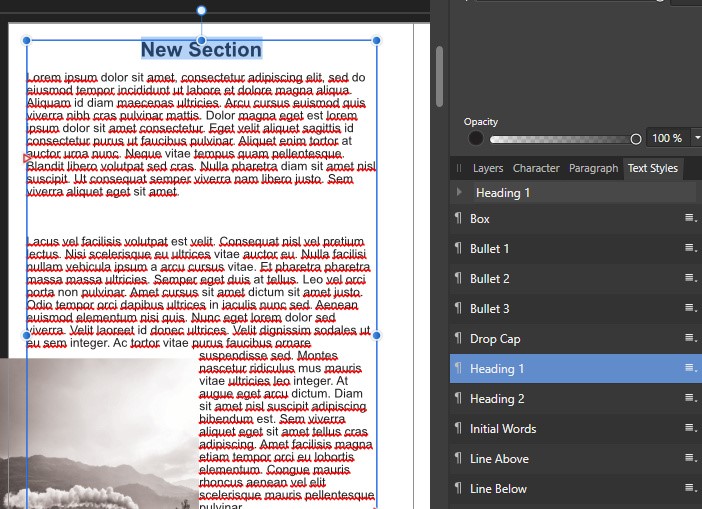 New Section
Lorem ipsum dolor sit amet, consectetur adipiscing elit, sed do
eiusmod tempor incididunt ut labore et dolore magna aliqua.
Aliquam id diam maecenas ultricies. Arcu cursus euismod quis
viverra nibh cras pulvinar mattis. Dolor magna eget est lorem
ipsum dolor sit amet consectetur. Eget velit aliquet sagittis id
consectetur purus ut faucibus pulvinar. Aliquet enim tortor at
auctor urna nunc. Neque vitae tempus quam pellentesque.
Blandit libero volutpat sed cras. Nulla pharetra diam sit amet nisl
suscipit. Ut consequat semper viverra nam libero justo. Sem
viverra aliquet eget sit amet.
Lacus vel facilisis volutpat est velit. Consequat nisl vel pretium
lectus. Nisi scelerisque eu ultrices vitae auctor eu. Nulla facilisi
nullam vehicula ipsum a arcu cursus vitae. Et pharetra pharetra
massa massa ultricies. Semper eget duis at tellus. Leo vel orci
porta non pulvinar. Amet cursus sit amet dictum sit amet justo.
Odio tempor orci dapibus ultrices in iaculis nunc sed. Aenean
euismod elementum nisi quis. Nunc eget lorem dolor sed
viverra. Velit laoreet id donec ultrices. Velit dignissim sodales ut
eu sem integer. Ac tortor vitae purus faucibus ornare
suspendisse sed. Montes
nascetur ridiculus mus mauris
vitae ultricies leo integer. At
augue eget arcu dictum. Diam
sit amet nisl suscipit adipiscing
bibendum est. Sem viverra
aliquet eget sit amet tellus cras
adipiscing. Amet facilisis magna
etiam tempor orci eu lobortis
elementum. Congue mauris
rhoncus aenean vel elit
scelerisque mauris pellentesque
pulvinar
Opacity
100 %
Layers Character Paragraph Text Styles
Heading 1
Box
Bullet 1
Bullet 2
Bullet 3
Drop Cap
Heading 1
Heading 2
Initial Words
Line Above
Line Below